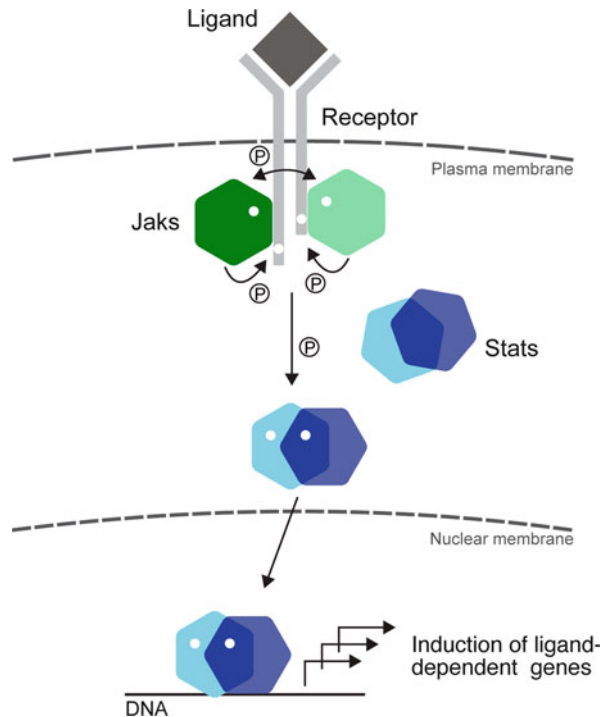 Ligand
Receptor
P
Plasma membrane
Jaks
P
P
P
Stats
Nuclear membrane
Induction of ligand-
dependent genes
DNA